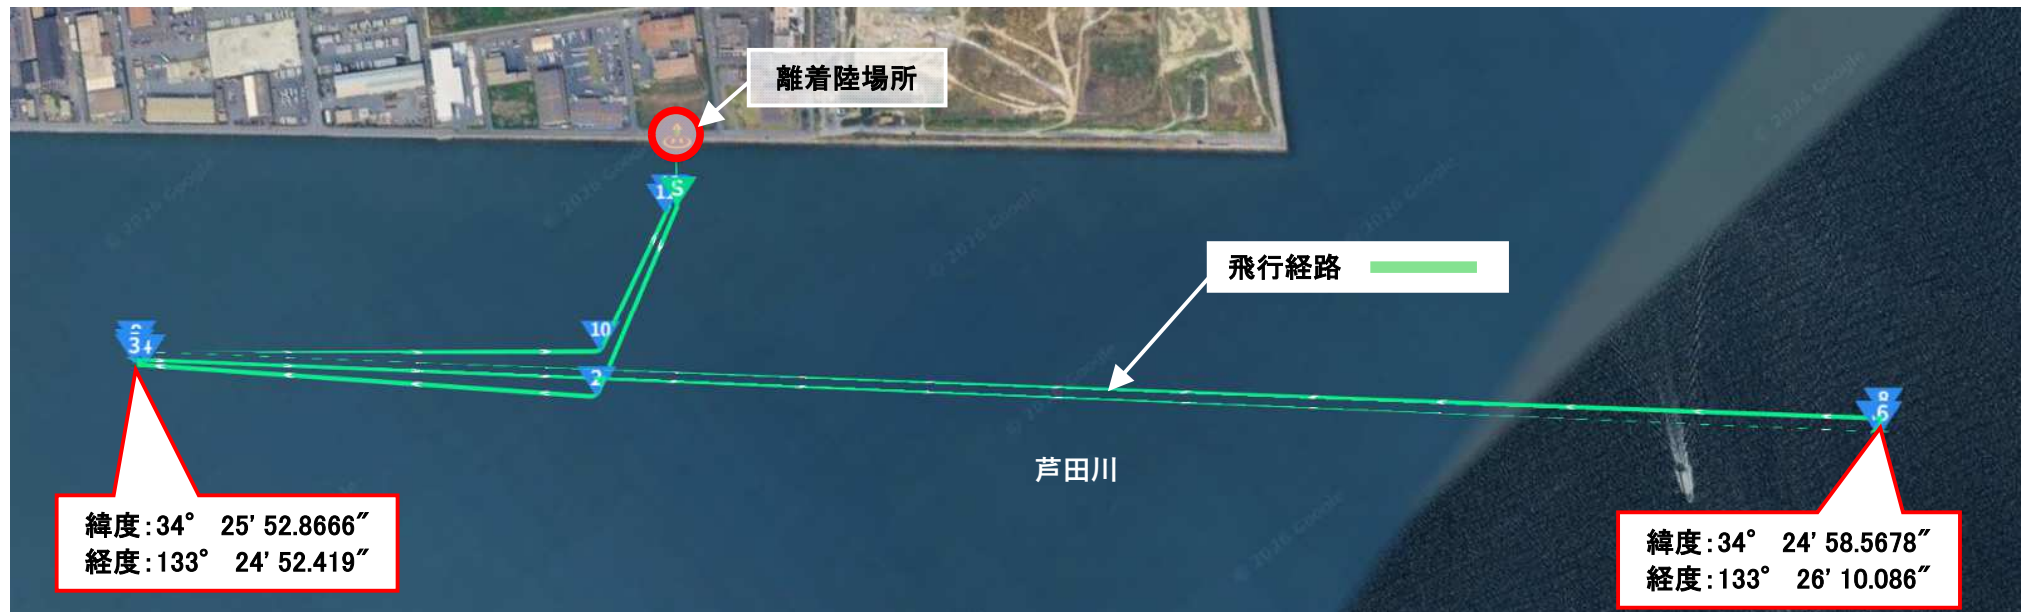 離着陸場所
S
飛行経路
10
3
4
2
8
6
芦田川
緯度:34° 25' 52.8666″
経度:133° 24' 52.419″
緯度:34° 24' 58.5678″
経度:133° 26' 10.086″
© 2026 Google